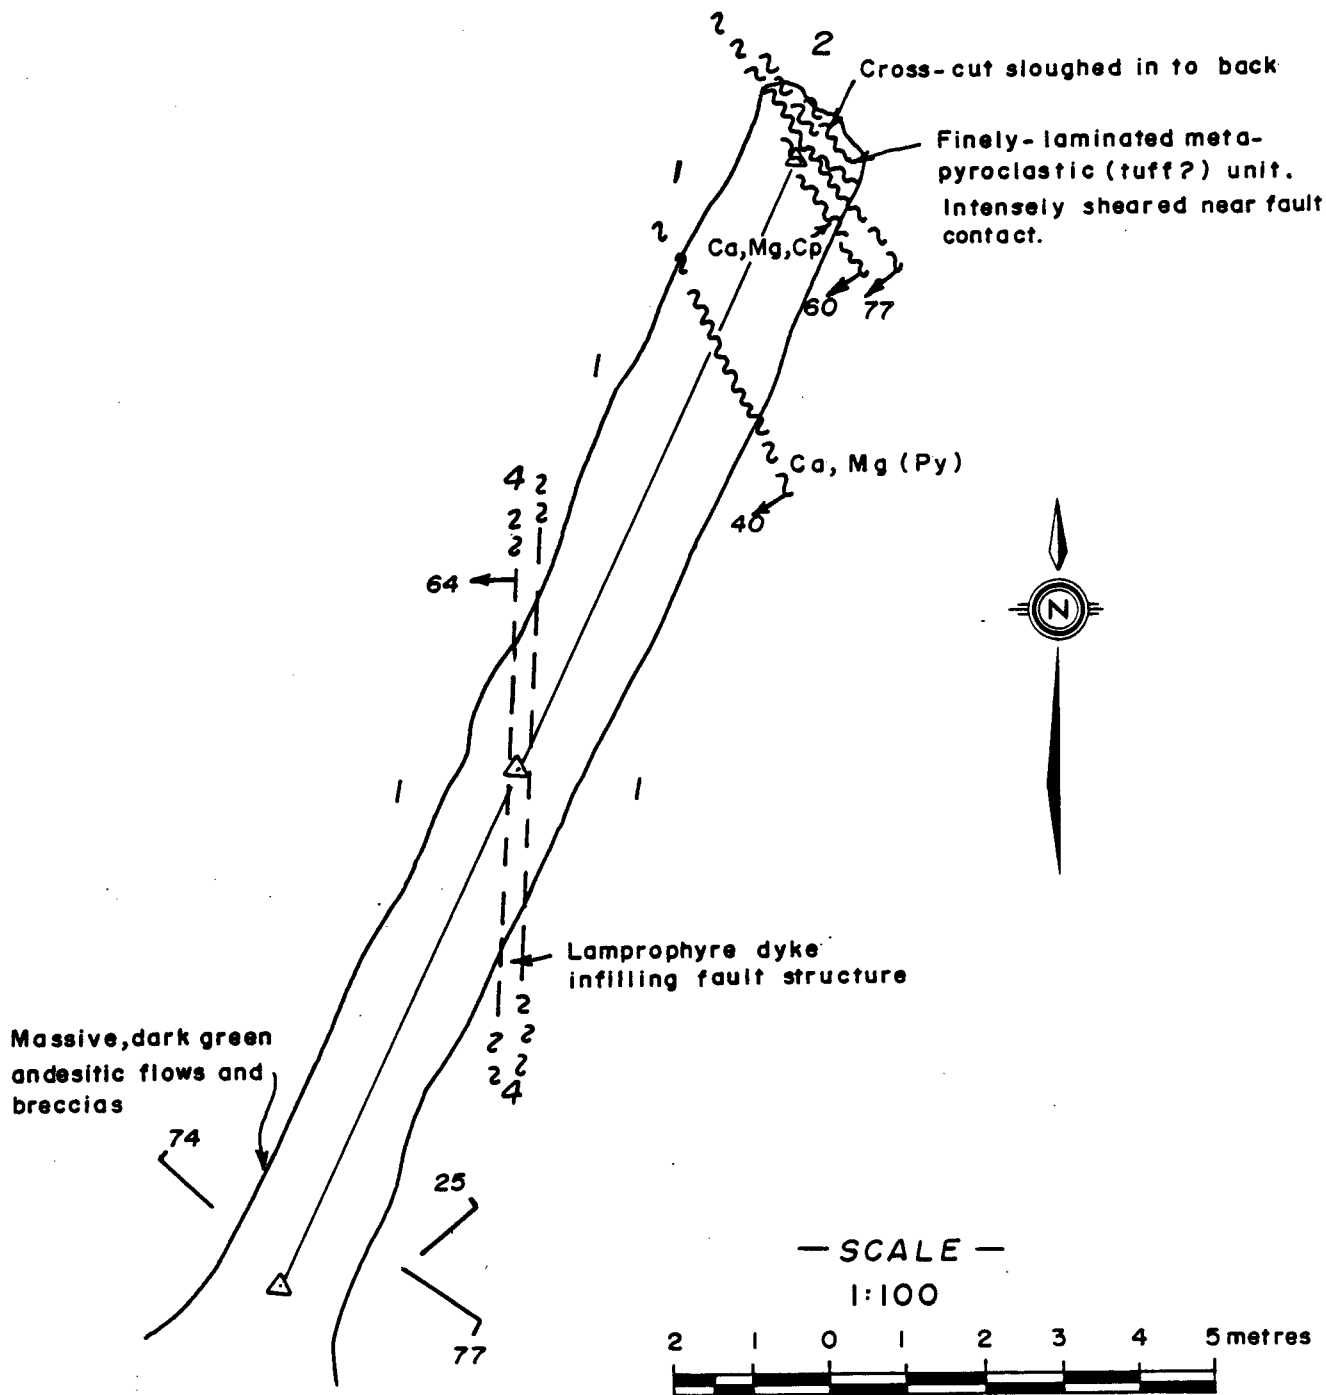 2
Cross-cut sloughed in to back
Finely-laminated meta-
pyroclastic (tuff?) unit.
Intensely sheared near fault
contact.
1
Ca, Mg, Cp
60
77
1
Ca, Mg (Py)
40
4
64
N
1
1
Lamprophyre dyke
infilling fault structure
4
Massive, dark green
andesitic flows and
breccias
74
25
77
— SCALE —
1:100
2 1 0 1 2 3 4 5 metres